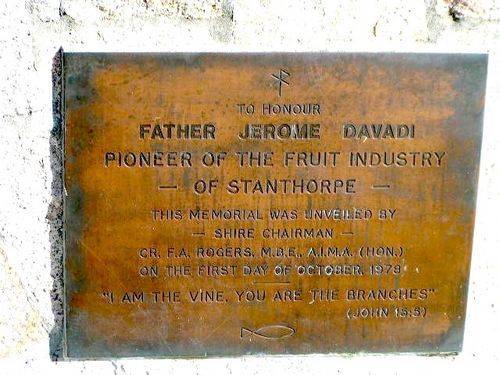 TO HONOUR
FATHER JEROME DAVADI
PIONEER OF THE FRUIT INDUSTRY
— OF STANTHORPE —
THIS MEMORIAL WAS UNVEILED BY
— SHIRE CHAIRMAN —
CR. F.A. ROGERS, M.B.E., A.I.M.A. (HON.)
ON THE FIRST DAY OF OCTOBER, 1978
"I AM THE VINE, YOU ARE THE BRANCHES"
(JOHN 15:5)